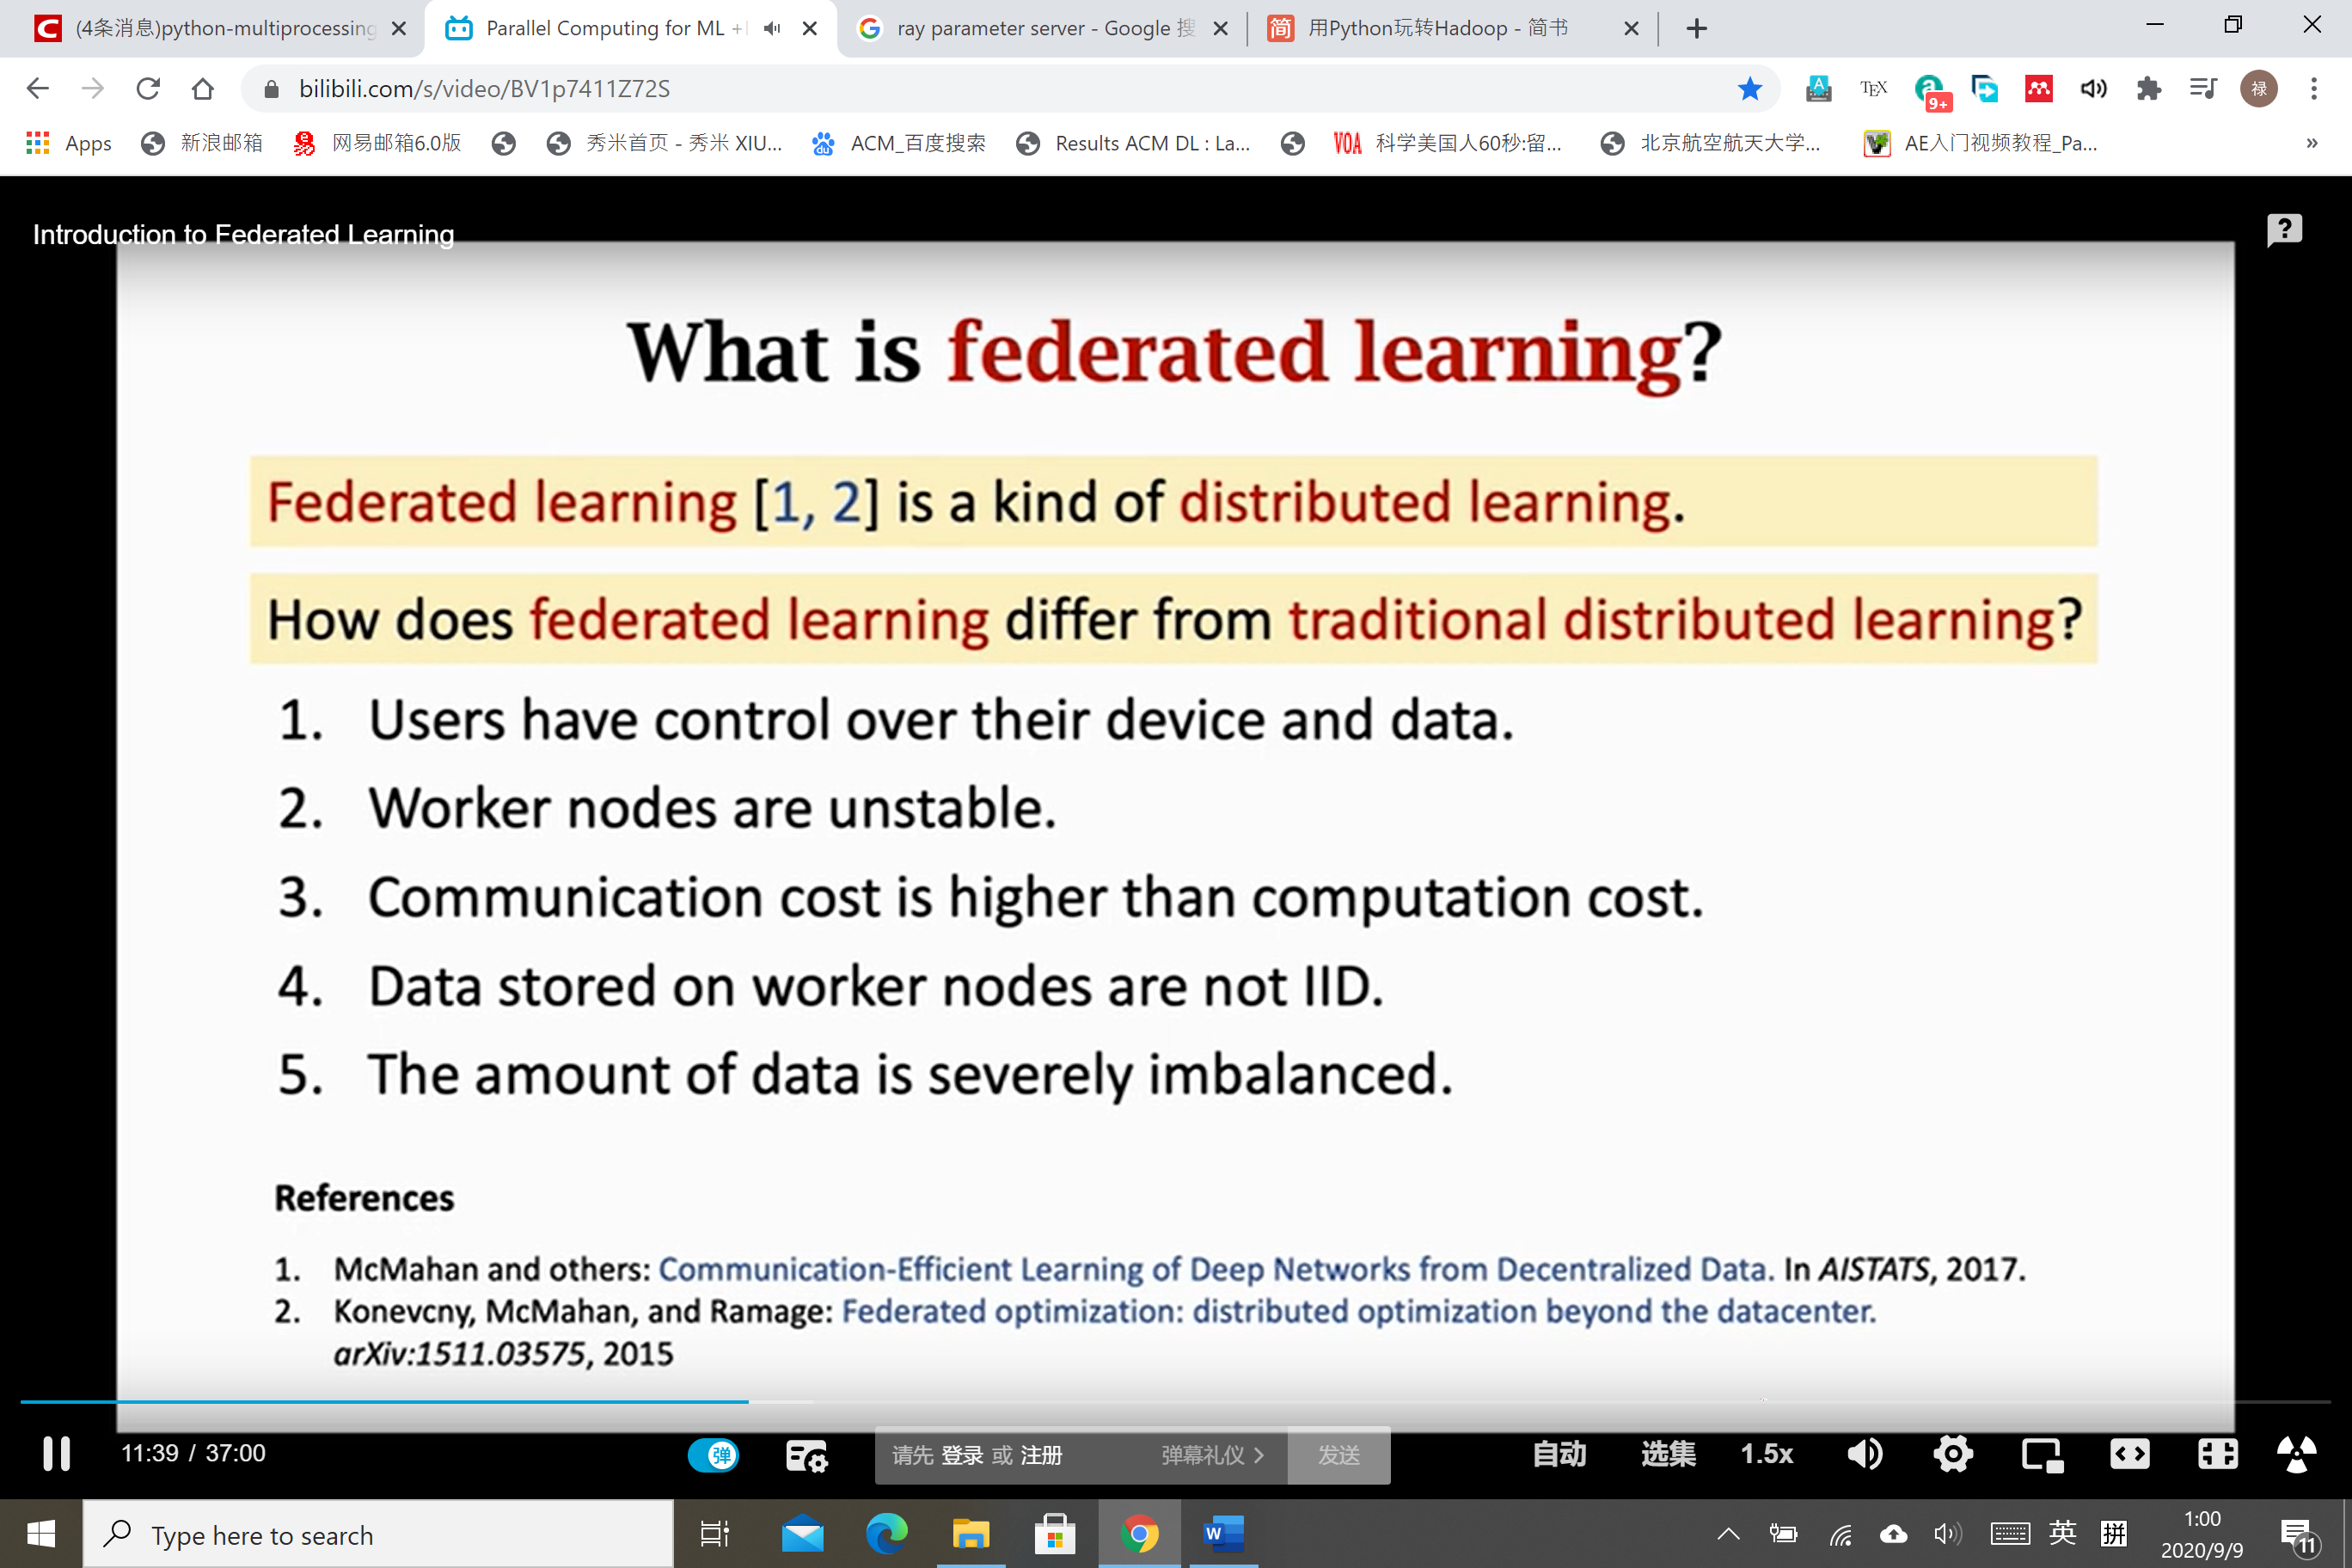 (4条消息)python-multiprocessing
Parallel Computing for ML +
ray parameter server - Google 搜
用Python玩转Hadoop - 简书
bilibili.com/s/video/BV1p7411Z72S
TEX
9+
禄
Apps
新浪邮箱
网易邮箱6.0版
秀米首页 - 秀米 XIU...
ACM_百度搜索
Results ACM DL : La...
VOA 科学美国人60秒:留...
北京航空航天大学...
AE入门视频教程_Pa...
»
Introduction to Federated Learning
What is federated learning?
Federated learning [1, 2] is a kind of distributed learning.
How does federated learning differ from traditional distributed learning?
1. Users have control over their device and data.
2. Worker nodes are unstable.
3. Communication cost is higher than computation cost.
4. Data stored on worker nodes are not IID.
5. The amount of data is severely imbalanced.
References
1. McMahan and others: Communication-Efficient Learning of Deep Networks from Decentralized Data. In AISTATS, 2017.
2. Konevcny, McMahan, and Ramage: Federated optimization: distributed optimization beyond the datacenter.
arXiv:1511.03575, 2015
11:39 / 37:00
弹
请先 登录 或 注册
弹幕礼仪 >
发送
自动
选集
1.5x
Type here to search
英
拼
1:00
2020/9/9
11